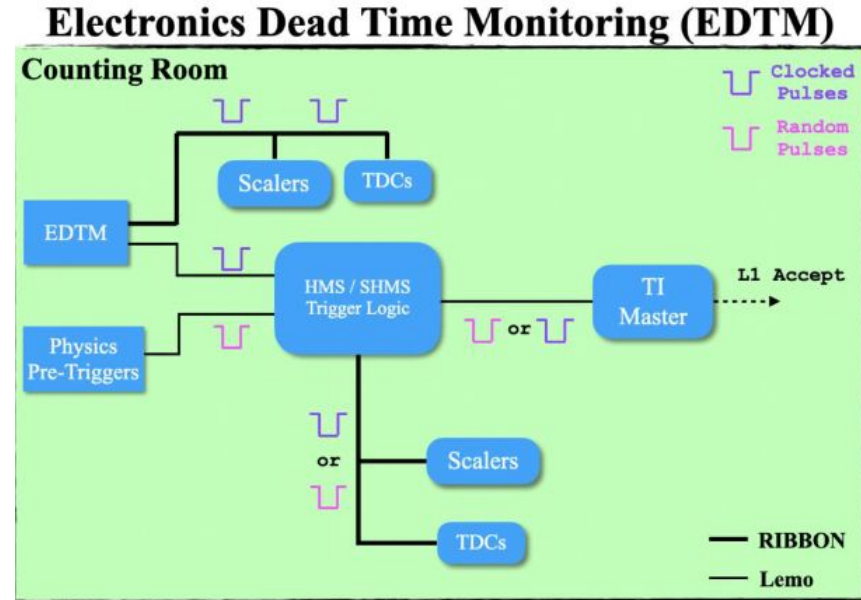 Electronics Dead Time Monitoring (EDTM)
Counting Room
Clocked
Pulses
Random
Pulses
Scalers
TDCs
EDTM
HMS / SHMS
Trigger Logic
TI
Master
L1 Accept
Physics
Pre-Triggers
or
or
Scalers
TDCs
RIBBON
Lemo